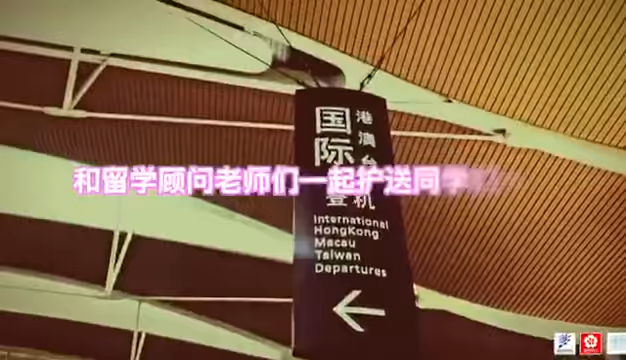 国际
港澳台
登机
和留学顾问老师们一起护送同学
International
HongKong
Macau
Taiwan
Departures